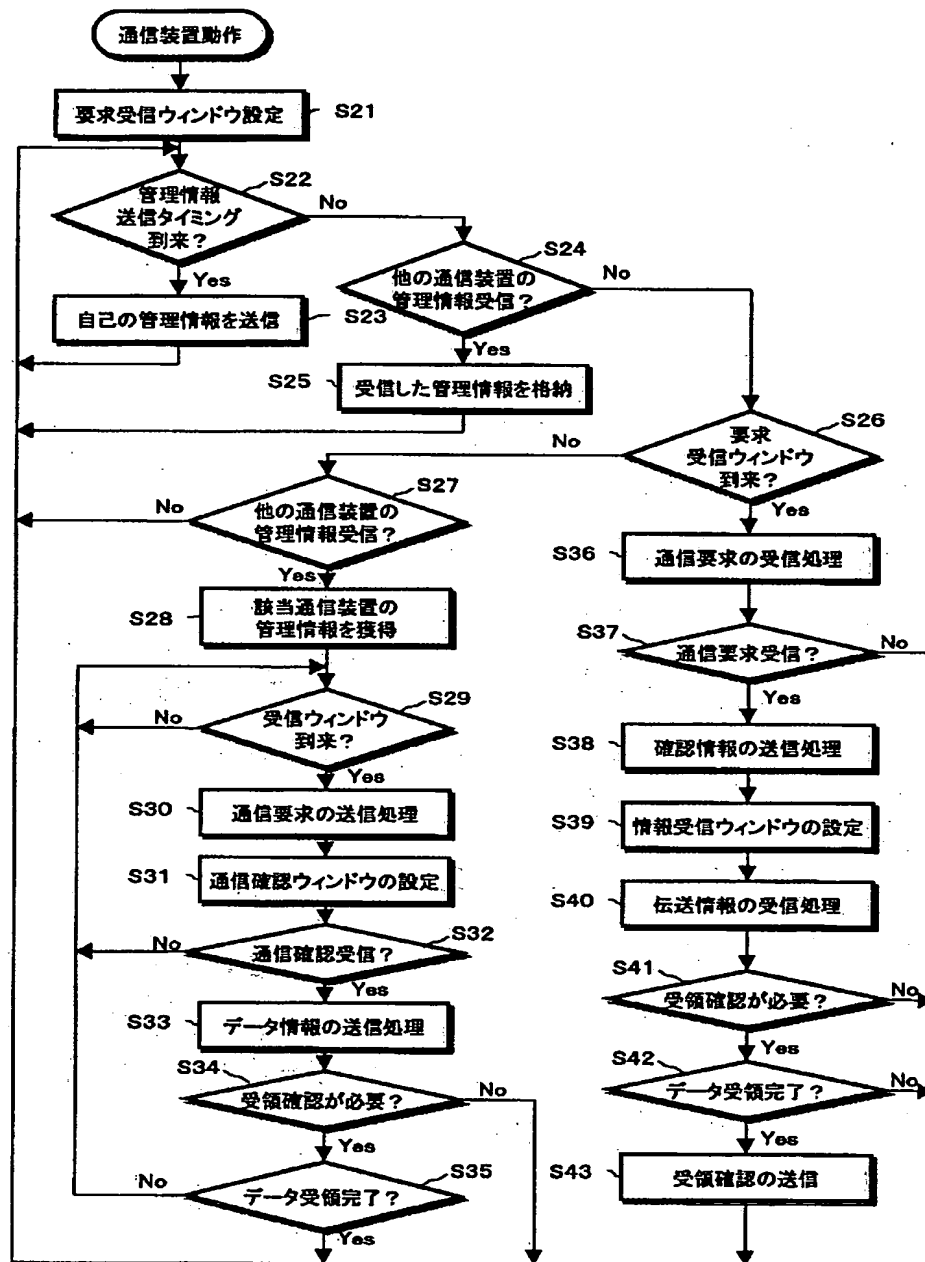 通信装置動作
要求受信ウィンドウ設定
S21
S22
管理情報
送信タイミング
到来?
No
Yes
自己の管理情報を送信
S23
S24
他の通信装置の
管理情報受信?
No
Yes
S25
受信した管理情報を格納
S26
要求
受信ウィンドウ
到来?
No
Yes
S27
他の通信装置の
管理情報受信?
No
Yes
S28
該当通信装置の
管理情報を獲得
S29
受信ウィンドウ
到来?
No
Yes
S30
通信要求の送信処理
S31
通信確認ウィンドウの設定
S32
通信確認受信?
No
Yes
S33
データ情報の送信処理
S34
受領確認が必要?
No
Yes
S35
データ受領完了?
No
Yes
S36
通信要求の受信処理
S37
通信要求受信?
No
Yes
S38
確認情報の送信処理
S39
情報受信ウィンドウの設定
S40
伝送情報の受信処理
S41
受領確認が必要?
No
Yes
S42
データ受領完了?
No
Yes
S43
受領確認の送信